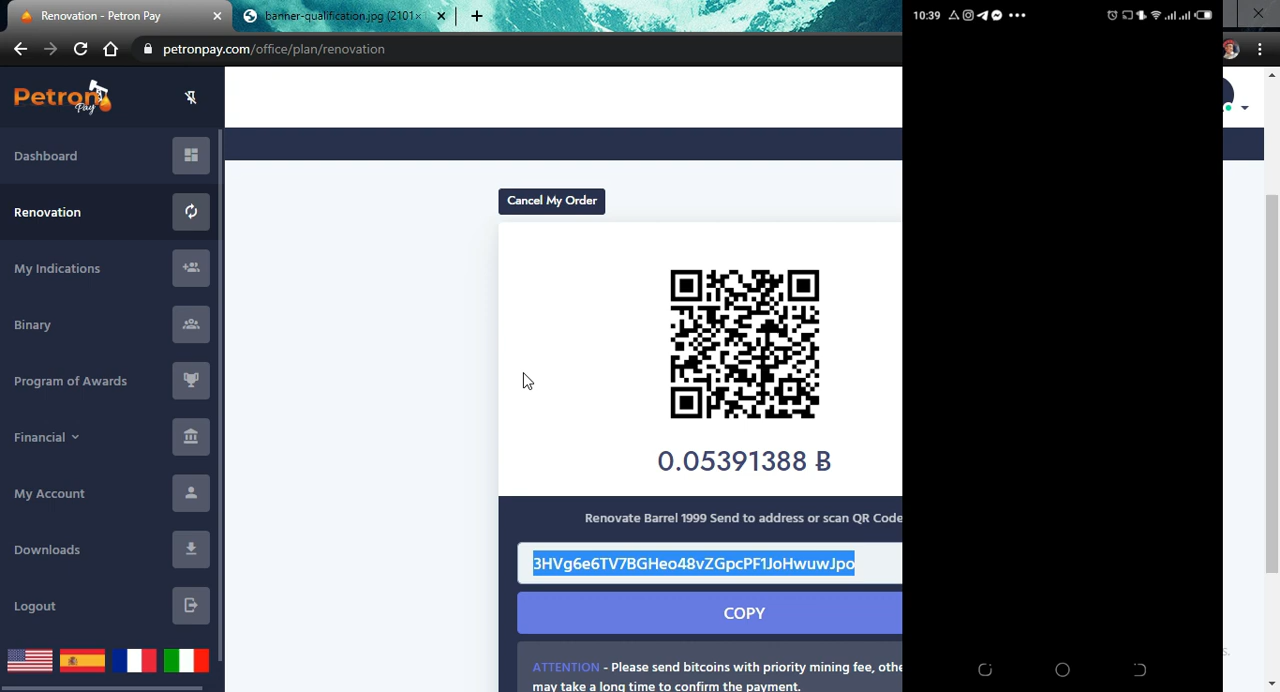 Renovation - Petron Pay
banner-qualification.jpg (2101×
petronpay.com/office/plan/renovation
10:39
Petron
Pay
Dashboard
Renovation
My Indications
Binary
Program of Awards
Financial
My Account
Downloads
Logout
Cancel My Order
0.05391388 Ƀ
Renovate Barrel 1999 Send to address or scan QR Code
3HVg6e6TV7BGHeo48vZGpcPF1JoHwuwJpo
COPY
ATTENTION - Please send bitcoins with priority mining fee, othe
may take a long time to confirm the payment.
s.